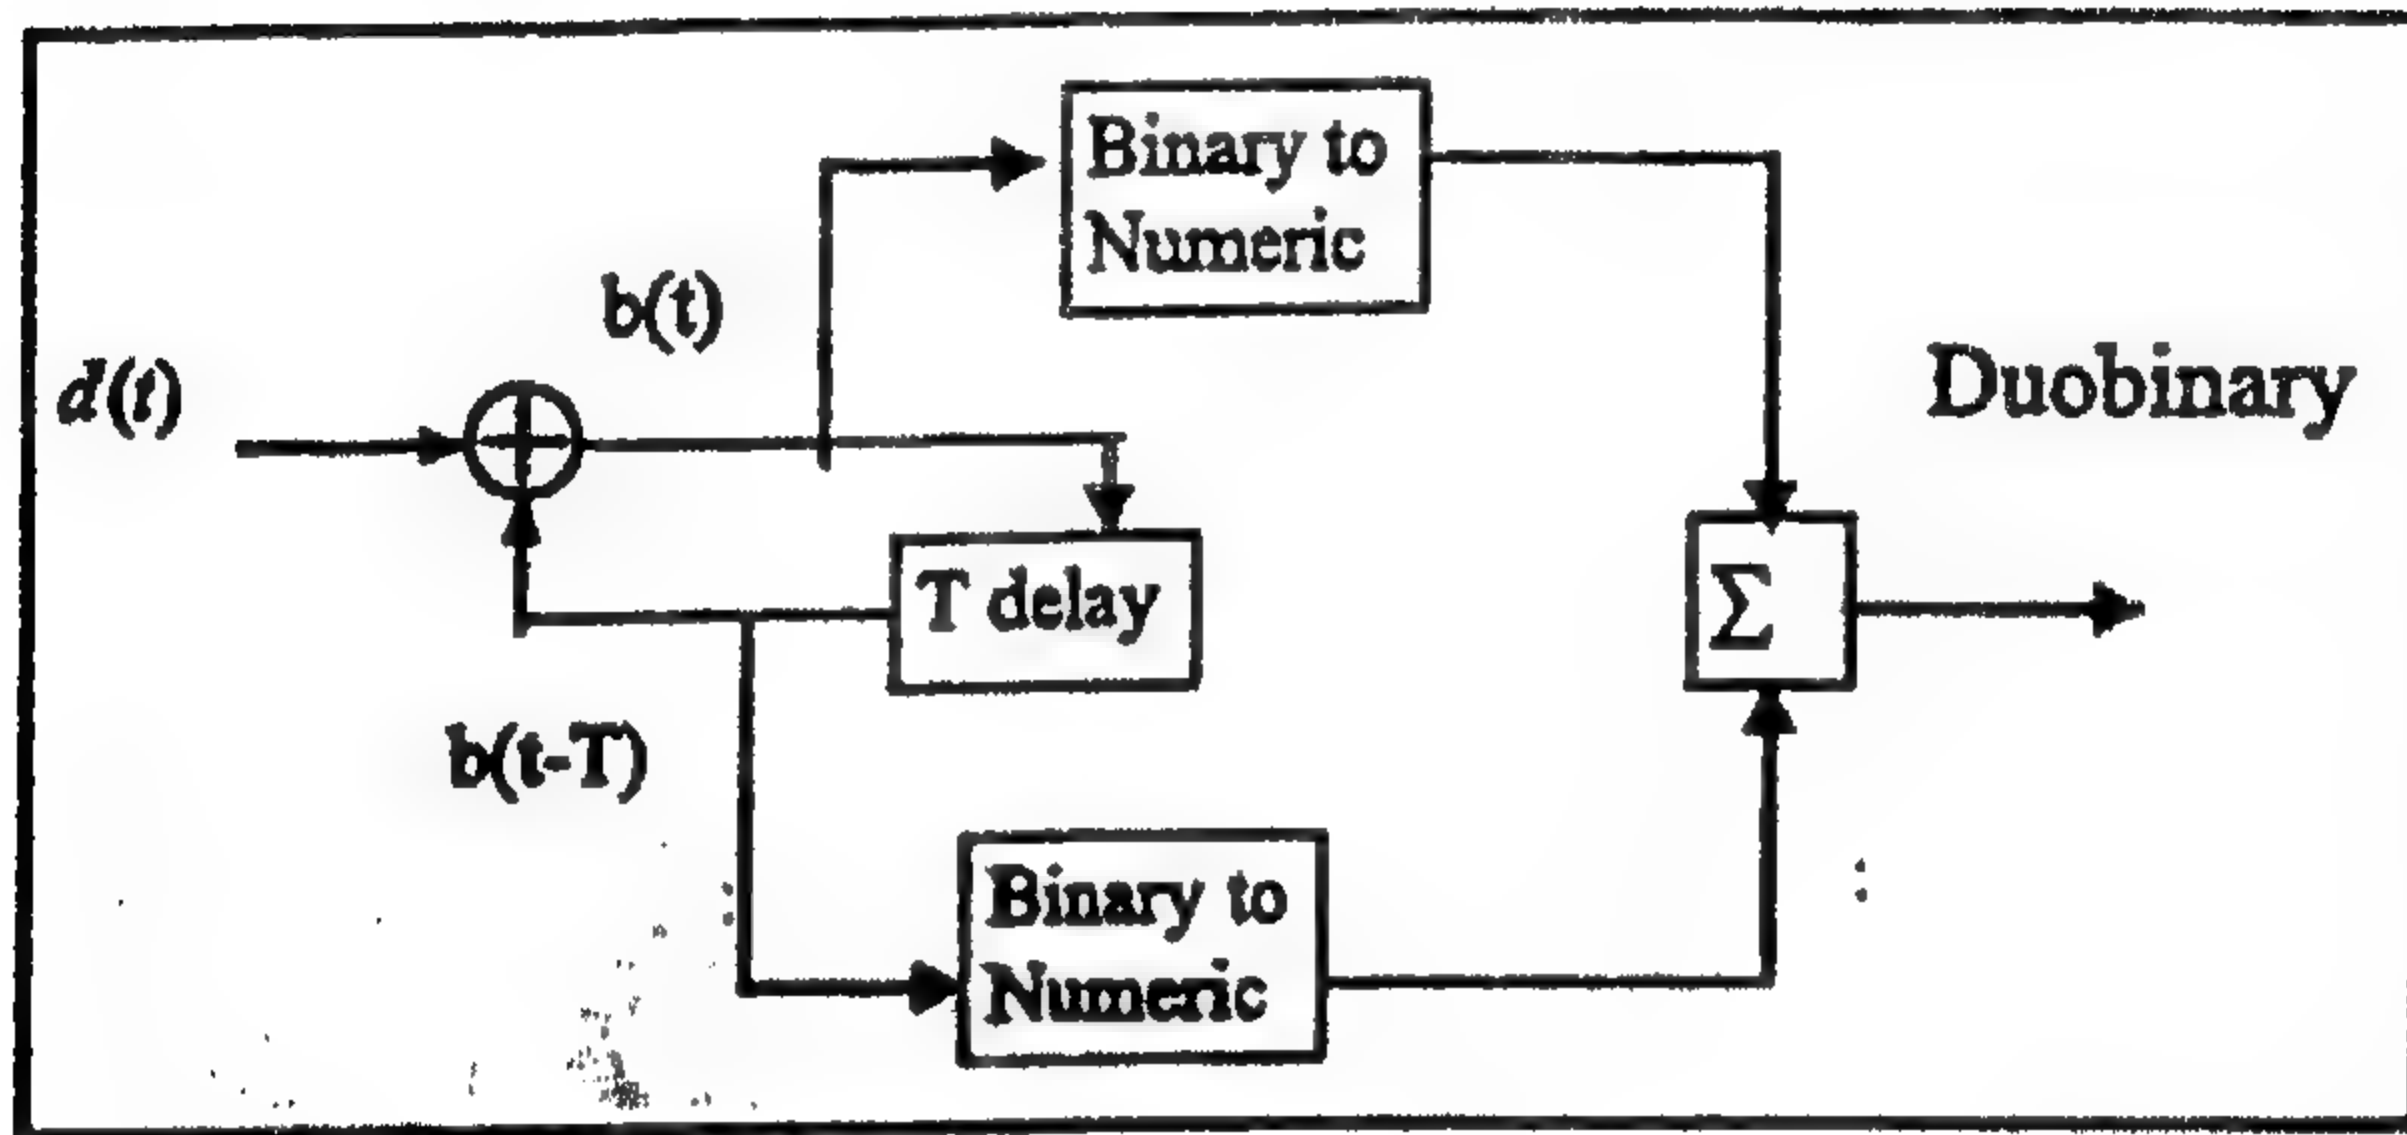 Binary to
Numeric
b(t)
d(t)
Duobinary
T delay
Σ
b(t-T)
Binary to
Numeric